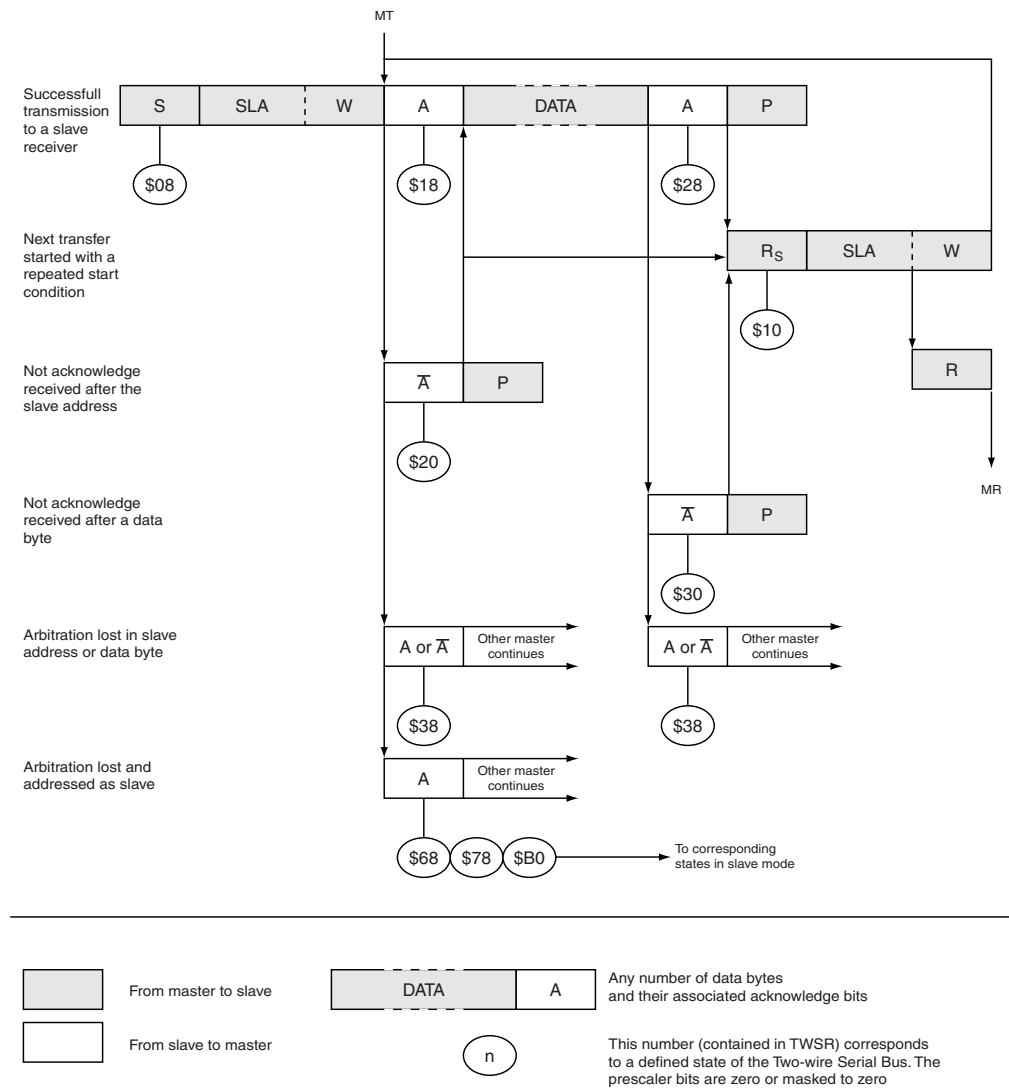 MT
Successfull
transmission
to a slave
receiver
S SLA W A DATA A P
$08 $18 $28
Next transfer
started with a
repeated start
condition
RS SLA W
$10
Not acknowledge
received after the
slave address
A̅ P
R
$20
MR
Not acknowledge
received after a data
byte
A̅ P
$30
Arbitration lost in slave
address or data byte
A or A̅ Other master
continues
A or A̅ Other master
continues
$38 $38
Arbitration lost and
addressed as slave
A Other master
continues
$68 $78 $B0
To corresponding
states in slave mode
From master to slave
DATA A
Any number of data bytes
and their associated acknowledge bits
From slave to master
n
This number (contained in TWSR) corresponds
to a defined state of the Two-wire Serial Bus. The
prescaler bits are zero or masked to zero